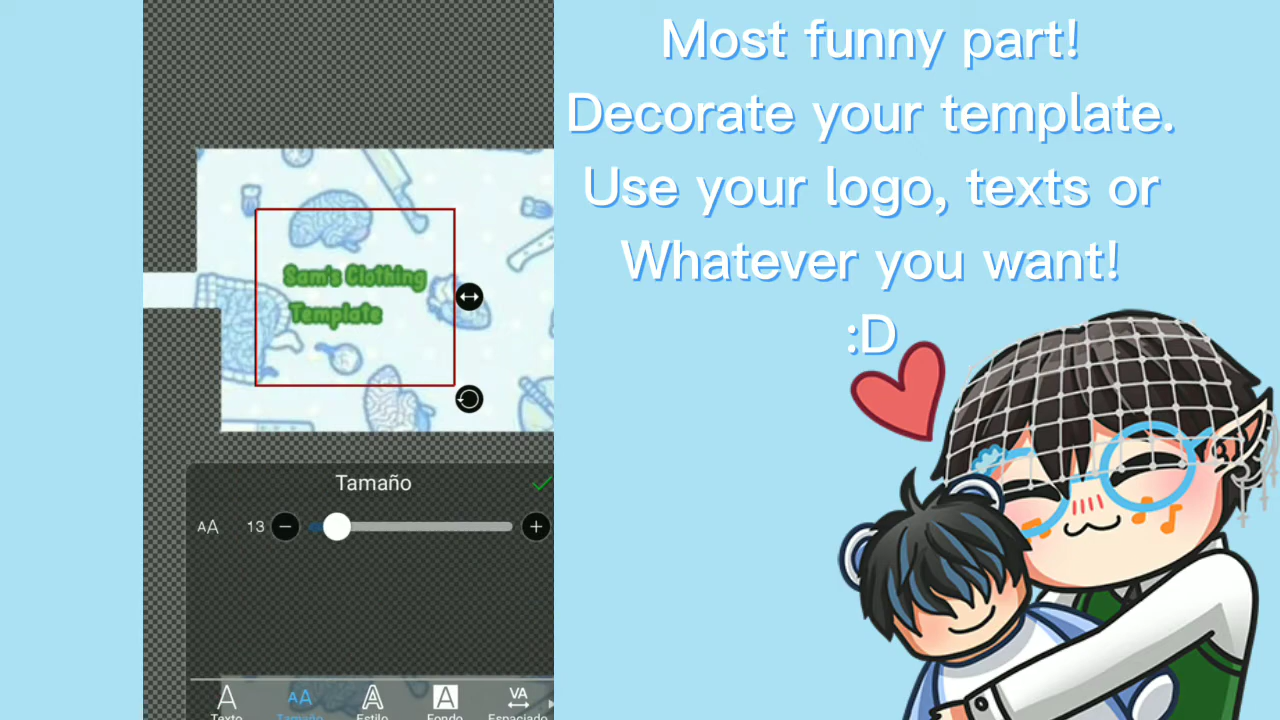 Most funny part!
Decorate your template.
Use your logo, texts or
Whatever you want!
:D
Sam's Clothing
Template
Tamaño
AA 13
Texto
Tamaño
Estilo
Fondo
VA
Espaciado